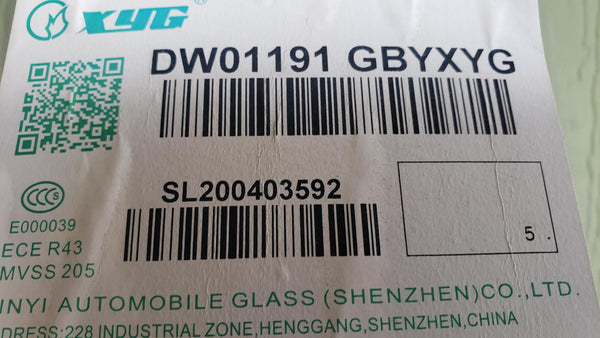 XYG
DW01191 GBYXYG
SL200403592
CCC S
E000039
ECE R43
MVSS 205
5 .
INYI AUTOMOBILE GLASS (SHENZHEN)CO.,LTD.
DRESS:228 INDUSTRIAL ZONE,HENGGANG,SHENZHEN,CHINA